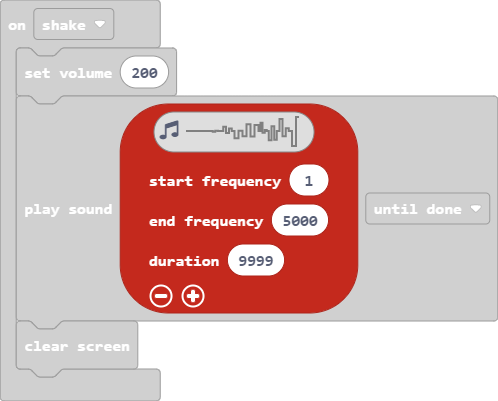 on shake
set volume 200
play sound
start frequency 1
end frequency 5000
duration 9999
until done
clear screen